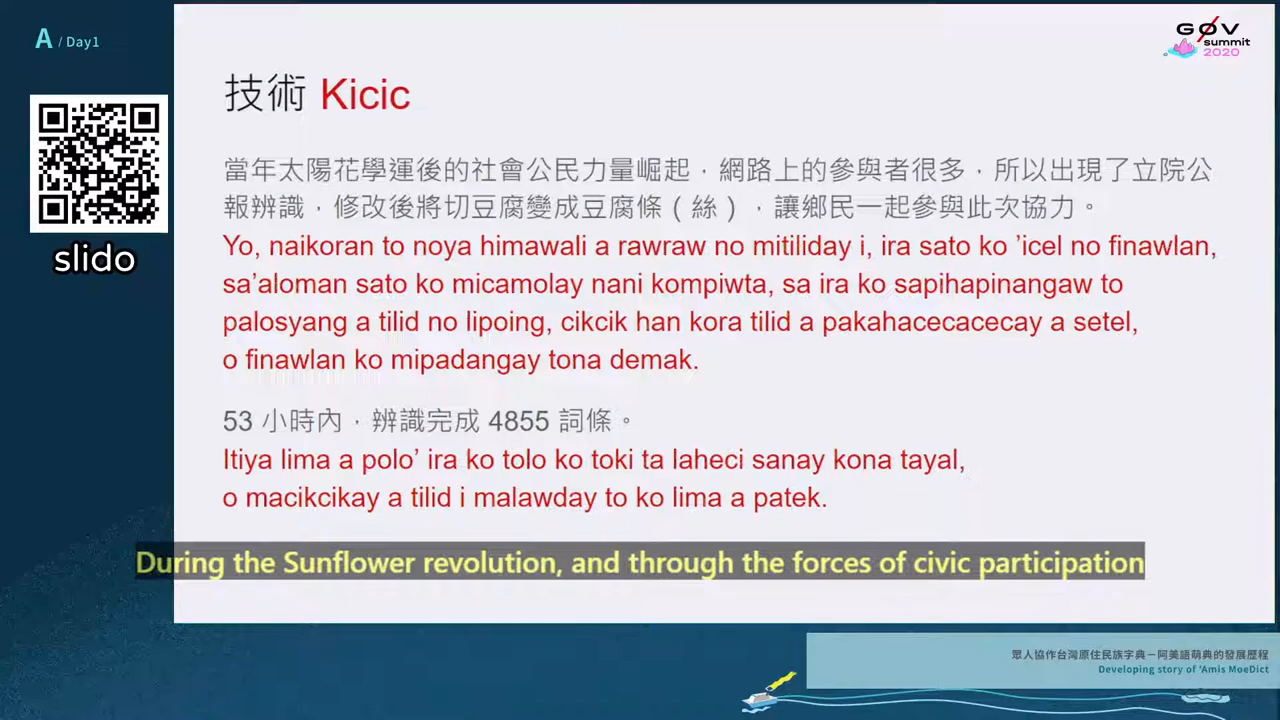 A / Day1
GØV
summit
2020
slido
技術 Kicic
當年太陽花學運後的社會公民力量崛起，網路上的參與者很多，所以出現了立院公
報辨識，修改後將切豆腐變成豆腐條（絲），讓鄉民一起參與此次協力。
Yo, naikoran to noya himawali a rawraw no mitiliday i, ira sato ko ’icel no finawlan,
sa’aloman sato ko micamolay nani kompiwta, sa ira ko sapihapinangaw to
palosyang a tilid no lipoing, cikcik han kora tilid a pakahacecacecay a setel,
o finawlan ko mipadangay tona demak.
53 小時內，辨識完成 4855 詞條。
Itiya lima a polo’ ira ko tolo ko toki ta laheci sanay kona tayal,
o macikcikay a tilid i malawday to ko lima a patek.
During the Sunflower revolution, and through the forces of civic participation
眾人協作台灣原住民族字典－阿美語萌典的發展歷程
Developing story of 'Amis MoeDict